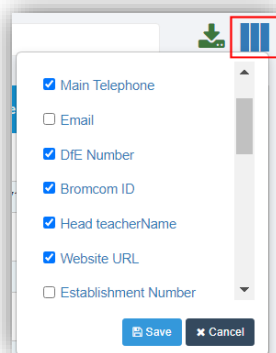 Main Telephone
Email
DfE Number
Bromcom ID
Head teacherName
Website URL
Establishment Number
Save
Cancel